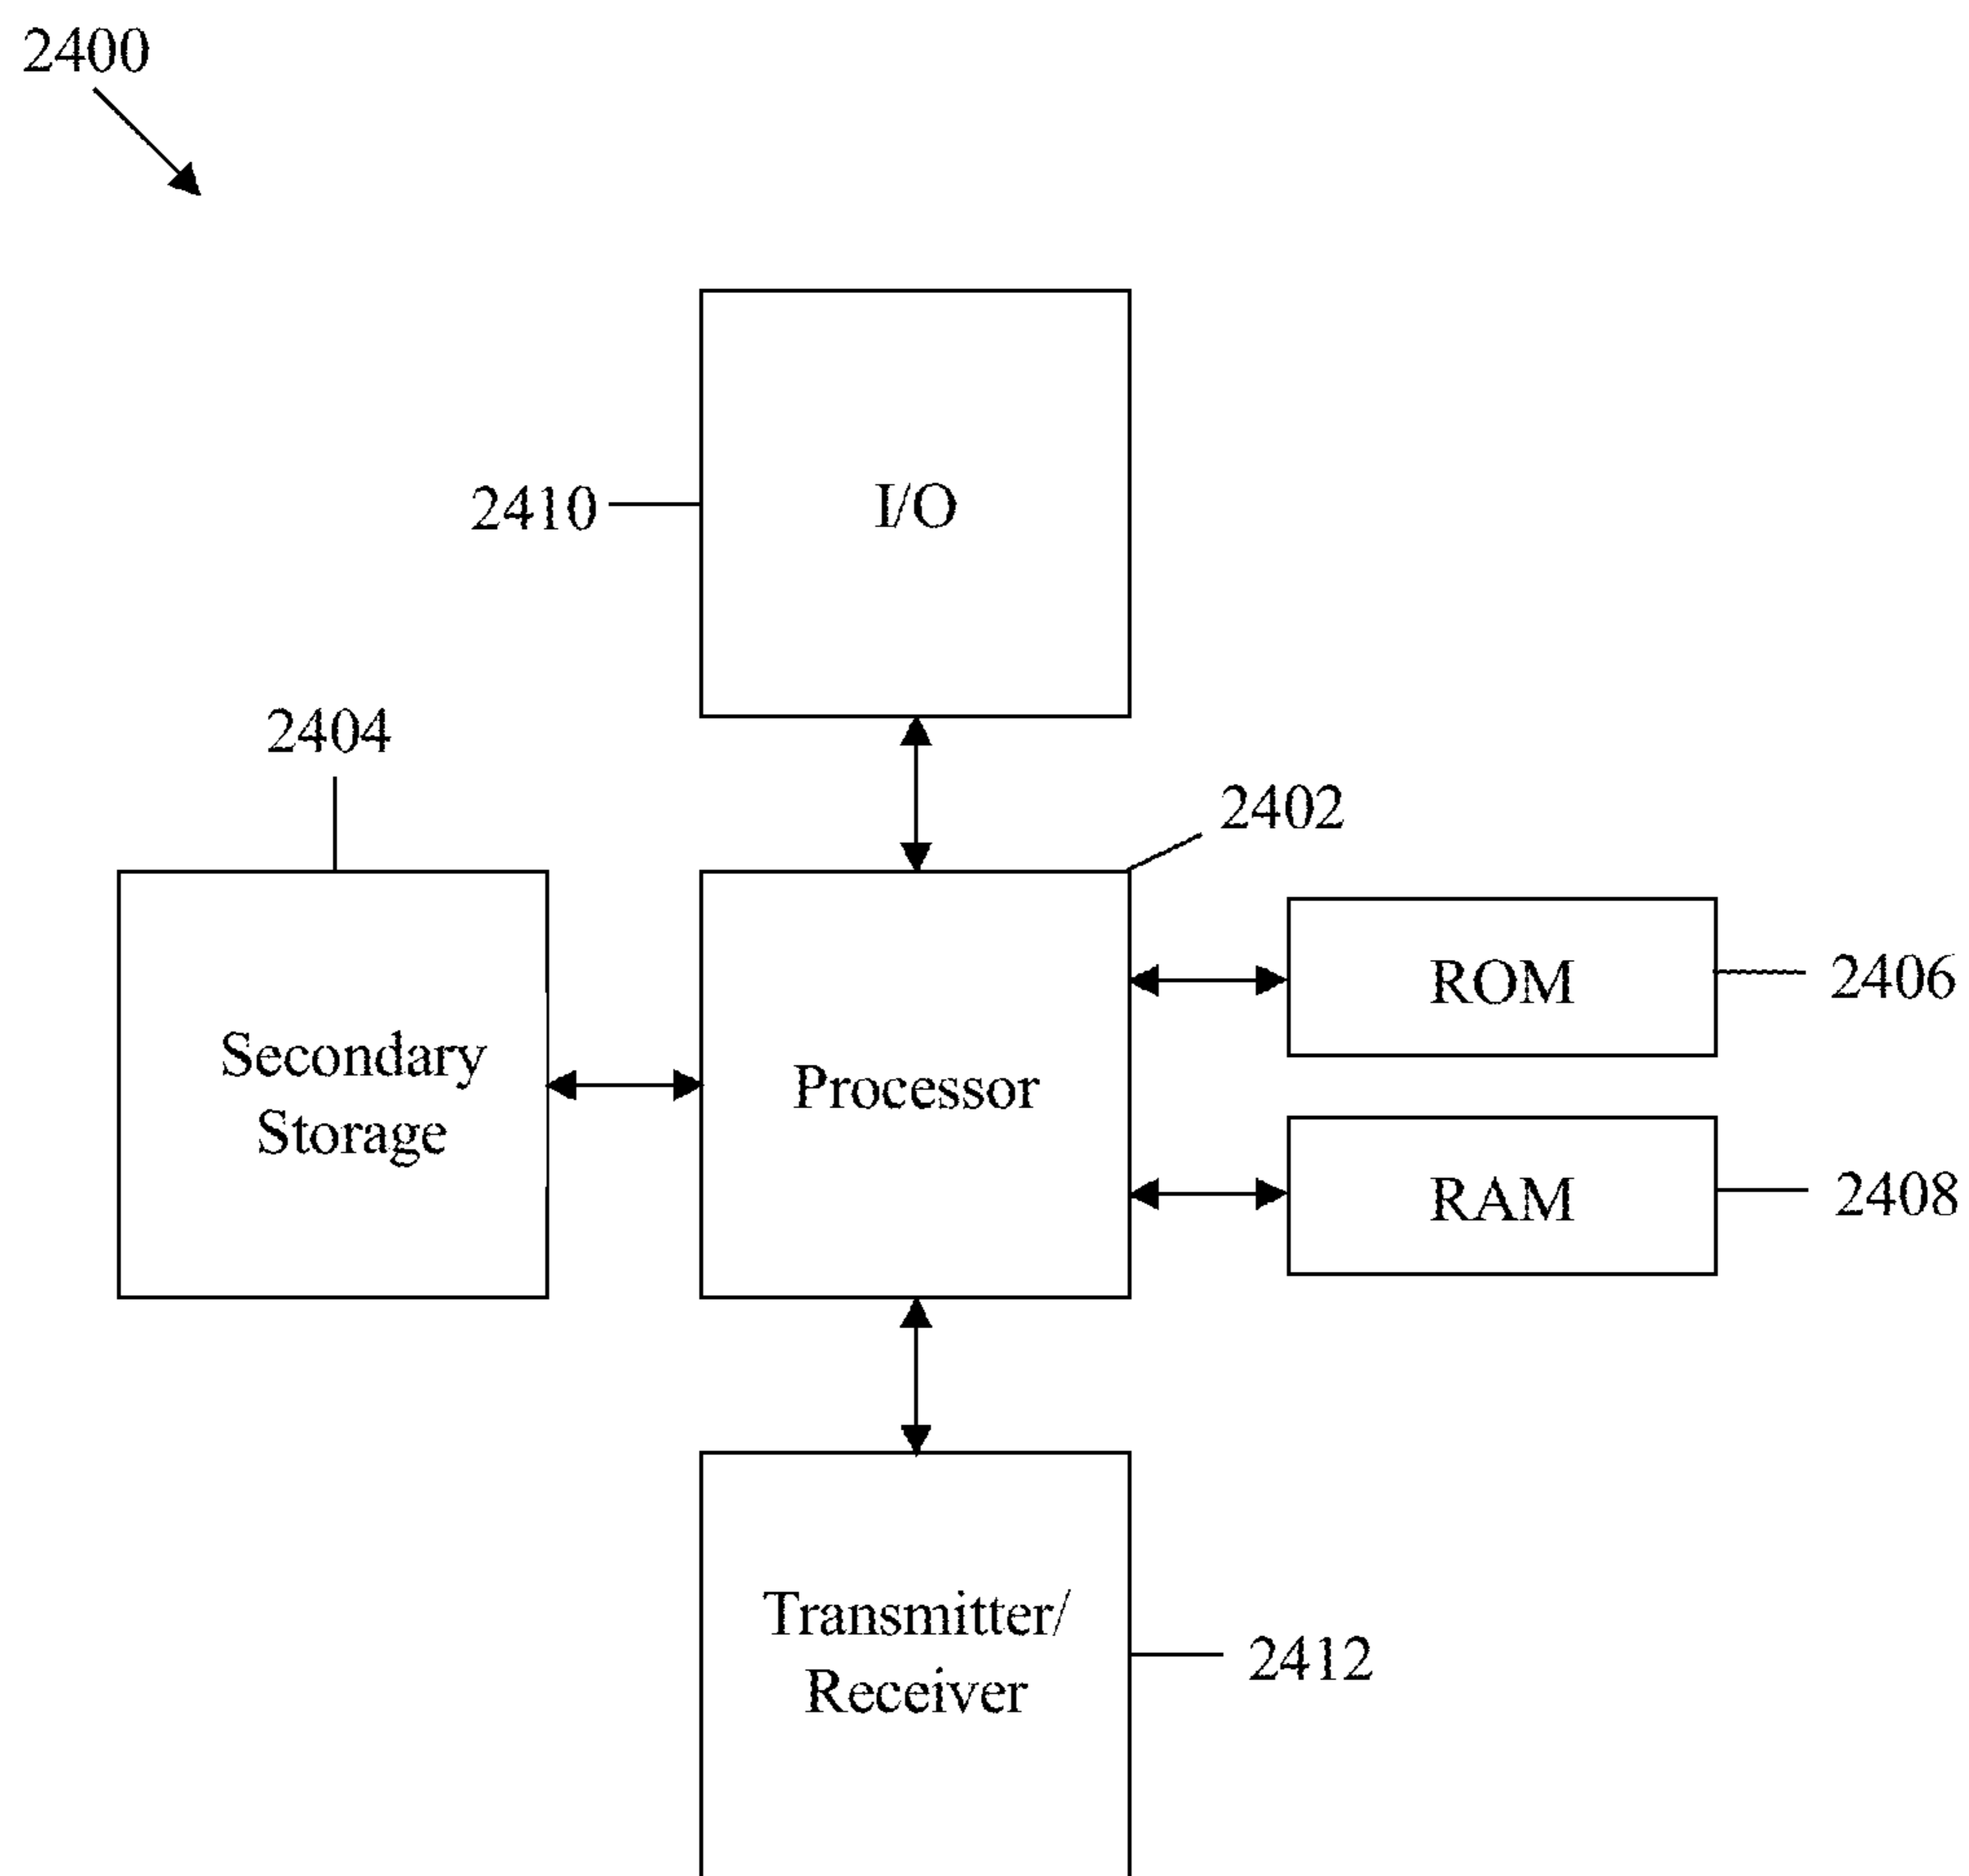 2400
I/O
2410
2404
2402
ROM
2406
Secondary
Storage
Processor
RAM
2408
Transmitter/
Receiver
2412